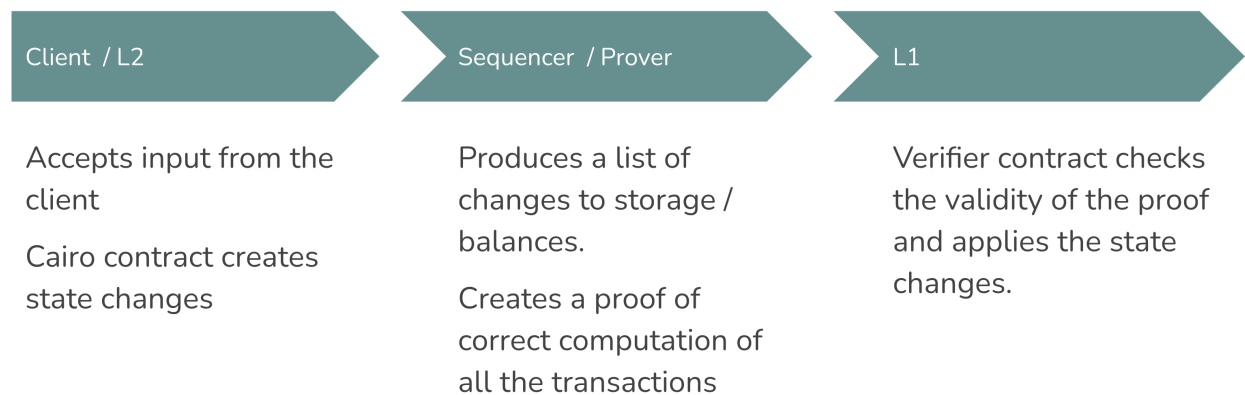 Client / L2
Accepts input from the
client
Cairo contract creates
state changes
Sequencer / Prover
Produces a list of
changes to storage /
balances.
Creates a proof of
correct computation of
all the transactions
L1
Verifier contract checks
the validity of the proof
and applies the state
changes.